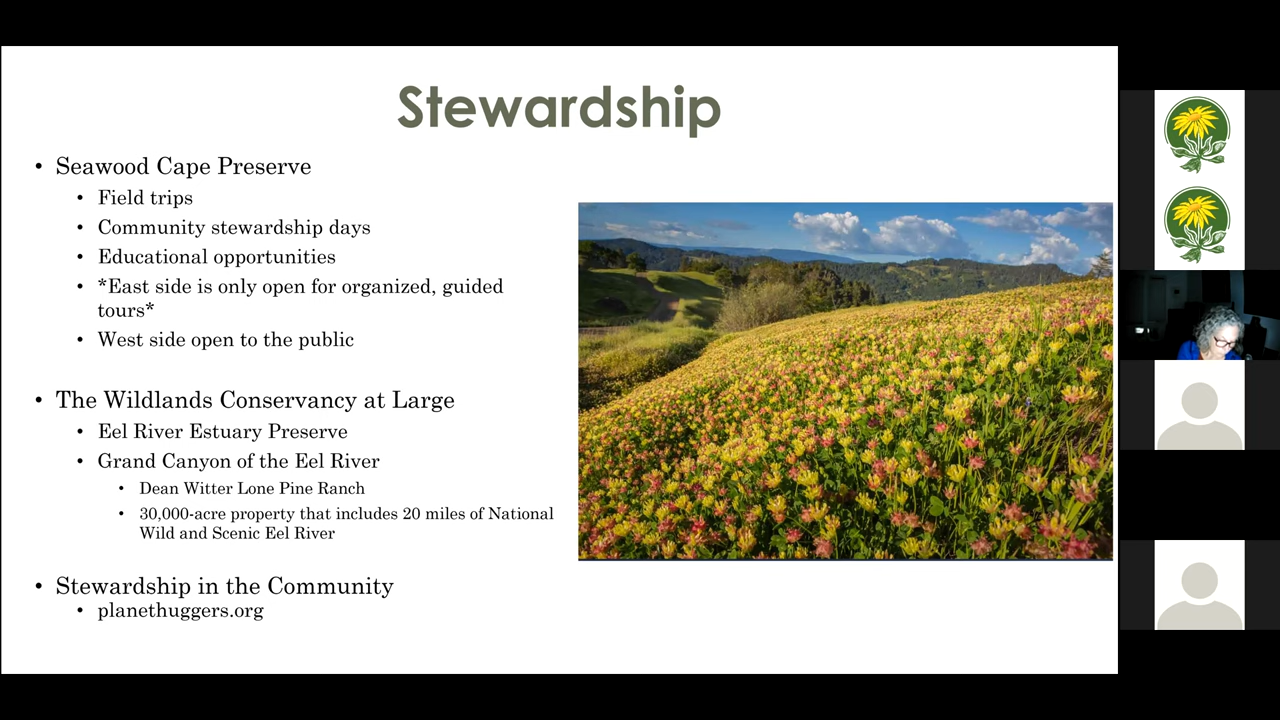 Stewardship
• Seawood Cape Preserve
• Field trips
• Community stewardship days
• Educational opportunities
• *East side is only open for organized, guided
tours*
• West side open to the public
• The Wildlands Conservancy at Large
• Eel River Estuary Preserve
• Grand Canyon of the Eel River
• Dean Witter Lone Pine Ranch
• 30,000-acre property that includes 20 miles of National
Wild and Scenic Eel River
• Stewardship in the Community
• planethuggers.org